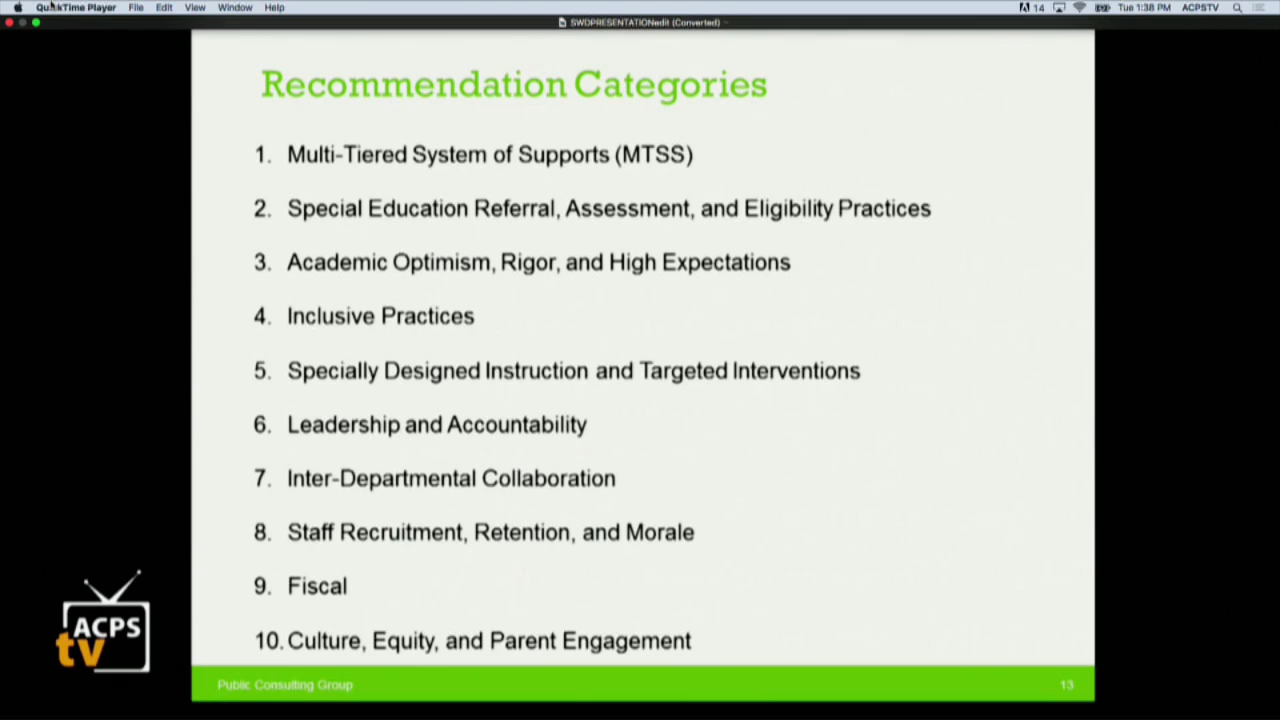 QuickTime Player File Edit View Window Help
14 Tue 1:38 PM ACPSTV
SWDPRESENTATIONedit (Converted)
Recommendation Categories
1. Multi-Tiered System of Supports (MTSS)
2. Special Education Referral, Assessment, and Eligibility Practices
3. Academic Optimism, Rigor, and High Expectations
4. Inclusive Practices
5. Specially Designed Instruction and Targeted Interventions
6. Leadership and Accountability
7. Inter-Departmental Collaboration
8. Staff Recruitment, Retention, and Morale
9. Fiscal
10. Culture, Equity, and Parent Engagement
ACPS
tv
Public Consulting Group 13